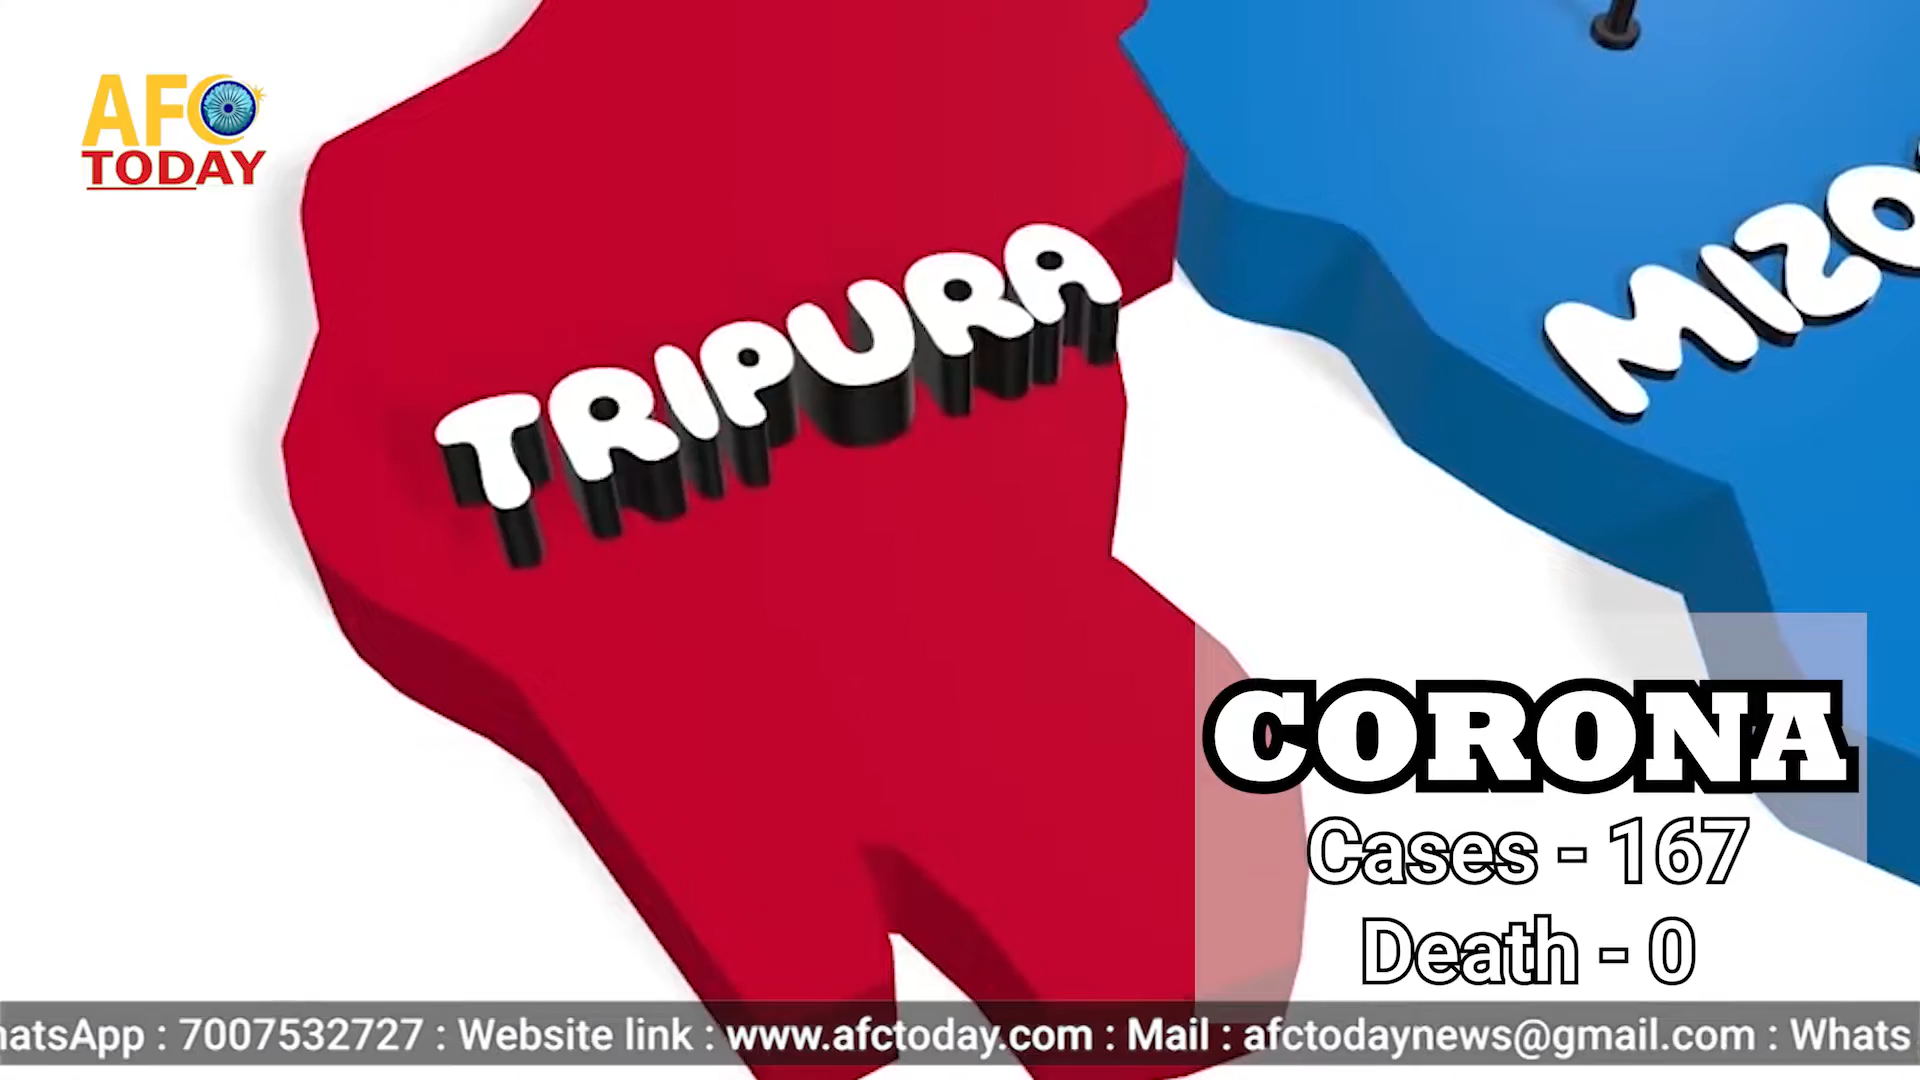 AFC
TODAY
TRIPURA
MIZO
CORONA
Cases - 167
Death - 0
hatsApp : 7007532727 : Website link : www.afctoday.com : Mail : afctodaynews@gmail.com : Whats